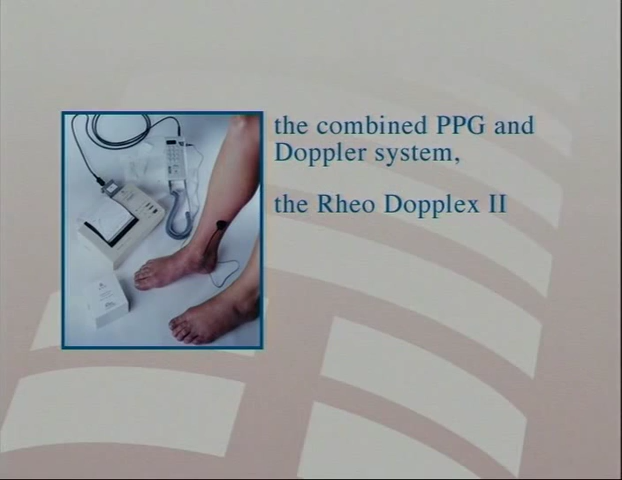 the combined PPG and
Doppler system,
the Rheo Dopplex II